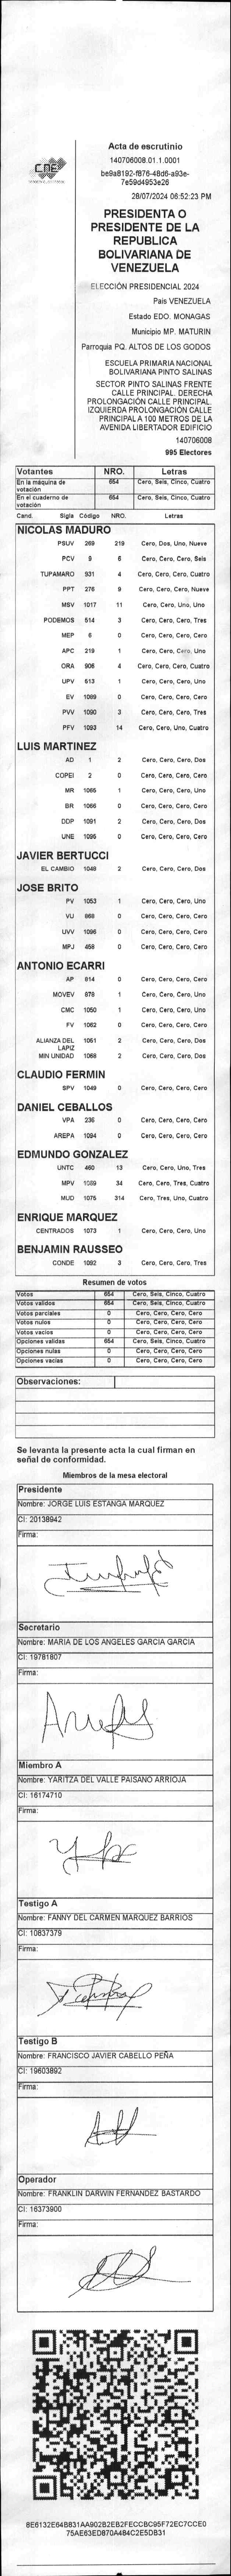 CNE
Acta de escrutinio
140706008.01.1.0001
be9a8192-f876-48d6-a93e-
7e59d4953e26
28/07/2024 06:52:23 PM
PRESIDENTA O
PRESIDENTE DE LA
REPUBLICA
BOLIVARIANA DE
VENEZUELA
ELECCIÓN PRESIDENCIAL 2024
Pais VENEZUELA
Estado EDO. MONAGAS
Municipio MP. MATURIN
Parroquia PQ. ALTOS DE LOS GODOS
ESCUELA PRIMARIA NACIONAL
BOLIVARIANA PINTO SALINAS
SECTOR PINTO SALINAS FRENTE
CALLE PRINCIPAL. DERECHA
PROLONGACIÓN CALLE PRINCIPAL.
IZQUIERDA PROLONGACIÓN CALLE
PRINCIPAL A 100 METROS DE LA
AVENIDA LIBERTADOR EDIFICIO
140706008
995 Electores
Votantes NRO. Letras
En la máquina de votación 654 Cero, Seis, Cinco, Cuatro
En el cuaderno de votación 654 Cero, Seis, Cinco, Cuatro
Cand. Sigla Código NRO. Letras
NICOLAS MADURO
PSUV 269 219 Cero, Dos, Uno, Nueve
PCV 9 6 Cero, Cero, Cero, Seis
TUPAMARO 931 4 Cero, Cero, Cero, Cuatro
PPT 276 9 Cero, Cero, Cero, Nueve
MSV 1017 11 Cero, Cero, Uno, Uno
PODEMOS 514 3 Cero, Cero, Cero, Tres
MEP 6 0 Cero, Cero, Cero, Cero
APC 219 1 Cero, Cero, Cero, Uno
ORA 906 4 Cero, Cero, Cero, Cuatro
UPV 613 1 Cero, Cero, Cero, Uno
EV 1089 0 Cero, Cero, Cero, Cero
PVV 1090 3 Cero, Cero, Cero, Tres
PFV 1093 14 Cero, Cero, Uno, Cuatro
LUIS MARTINEZ
AD 1 2 Cero, Cero, Cero, Dos
COPEI 2 0 Cero, Cero, Cero, Cero
MR 1065 1 Cero, Cero, Cero, Uno
BR 1066 0 Cero, Cero, Cero, Cero
DDP 1091 2 Cero, Cero, Cero, Dos
UNE 1095 0 Cero, Cero, Cero, Cero
JAVIER BERTUCCI
EL CAMBIO 1049 2 Cero, Cero, Cero, Dos
JOSE BRITO
PV 1053 1 Cero, Cero, Cero, Uno
VU 868 0 Cero, Cero, Cero, Cero
UVV 1096 0 Cero, Cero, Cero, Cero
MPJ 458 0 Cero, Cero, Cero, Cero
ANTONIO ECARRI
AP 814 0 Cero, Cero, Cero, Cero
MOVEV 878 1 Cero, Cero, Cero, Uno
CMC 1050 1 Cero, Cero, Cero, Uno
FV 1062 0 Cero, Cero, Cero, Cero
ALIANZA DEL LAPIZ 1061 2 Cero, Cero, Cero, Dos
MIN UNIDAD 1068 2 Cero, Cero, Cero, Dos
CLAUDIO FERMIN
SPV 1049 0 Cero, Cero, Cero, Cero
DANIEL CEBALLOS
VPA 236 0 Cero, Cero, Cero, Cero
AREPA 1094 0 Cero, Cero, Cero, Cero
EDMUNDO GONZALEZ
UNTC 460 13 Cero, Cero, Uno, Tres
MPV 1059 34 Cero, Cero, Tres, Cuatro
MUD 1075 314 Cero, Tres, Uno, Cuatro
ENRIQUE MARQUEZ
CENTRADOS 1073 1 Cero, Cero, Cero, Uno
BENJAMIN RAUSSEO
CONDE 1092 3 Cero, Cero, Cero, Tres
Resumen de votos
Votos 654 Cero, Seis, Cinco, Cuatro
Votos validos 654 Cero, Seis, Cinco, Cuatro
Votos parciales 0 Cero, Cero, Cero, Cero
Votos nulos 0 Cero, Cero, Cero, Cero
Votos vacios 0 Cero, Cero, Cero, Cero
Opciones validas 654 Cero, Seis, Cinco, Cuatro
Opciones nulas 0 Cero, Cero, Cero, Cero
Opciones vacias 0 Cero, Cero, Cero, Cero
Observaciones:
Se levanta la presente acta la cual firman en
señal de conformidad.
Miembros de la mesa electoral
Presidente
Nombre: JORGE LUIS ESTANGA MARQUEZ
CI: 20138942
Firma:
Secretario
Nombre: MARIA DE LOS ANGELES GARCIA GARCIA
CI: 19781807
Firma:
Miembro A
Nombre: YARITZA DEL VALLE PAISANO ARRIOJA
CI: 16174710
Firma:
Testigo A
Nombre: FANNY DEL CARMEN MARQUEZ BARRIOS
CI: 10837379
Firma:
Testigo B
Nombre: FRANCISCO JAVIER CABELLO PEÑA
CI: 19603892
Firma:
Operador
Nombre: FRANKLIN DARWIN FERNANDEZ BASTARDO
CI: 16373900
Firma:
8E6132E64B831AA902B2EB2FECCBC95F72EC7CCE0
75AE63ED870A484C2E5DB31